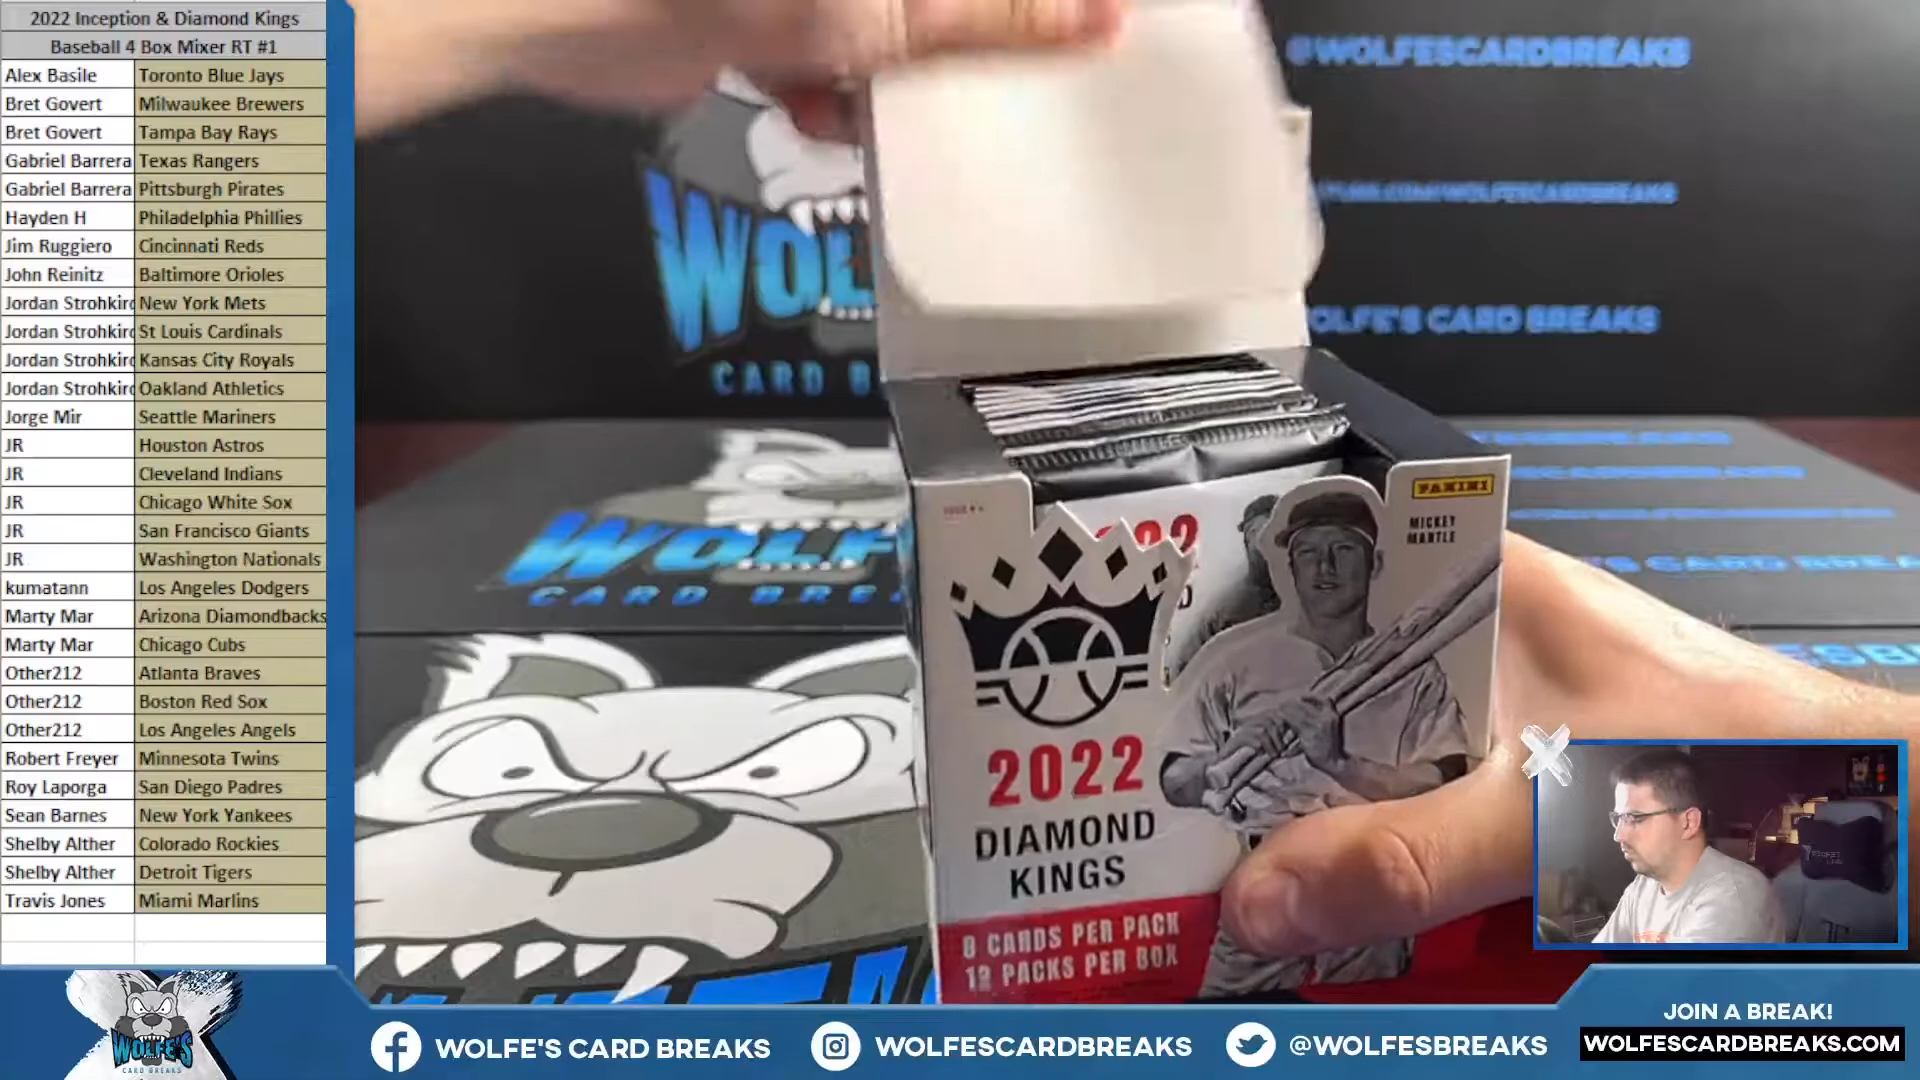 2022 Inception & Diamond Kings
Baseball 4 Box Mixer RT #1
Alex Basile Toronto Blue Jays
Bret Govert Milwaukee Brewers
Bret Govert Tampa Bay Rays
Gabriel Barrera Texas Rangers
Gabriel Barrera Pittsburgh Pirates
Hayden H Philadelphia Phillies
Jim Ruggiero Cincinnati Reds
John Reinitz Baltimore Orioles
Jordan Strohkirc New York Mets
Jordan Strohkirc St Louis Cardinals
Jordan Strohkirc Kansas City Royals
Jordan Strohkirc Oakland Athletics
Jorge Mir Seattle Mariners
JR Houston Astros
JR Cleveland Indians
JR Chicago White Sox
JR San Francisco Giants
JR Washington Nationals
kumatann Los Angeles Dodgers
Marty Mar Arizona Diamondbacks
Marty Mar Chicago Cubs
Other212 Atlanta Braves
Other212 Boston Red Sox
Other212 Los Angeles Angels
Robert Freyer Minnesota Twins
Roy Laporga San Diego Padres
Sean Barnes New York Yankees
Shelby Alther Colorado Rockies
Shelby Alther Detroit Tigers
Travis Jones Miami Marlins
@WOLFESCARDBREAKS
OLFE'S CARD BREAKS
WOL
CARD B
WOLF
CARD BRE
PANINI
MICKEY
MANTLE
2022
DIAMOND
KINGS
8 CARDS PER PACK
12 PACKS PER BOX
WOLFE'S
CARD BREAKS
WOLFE'S CARD BREAKS
WOLFESCARDBREAKS
@WOLFESBREAKS
JOIN A BREAK!
WOLFESCARDBREAKS.COM